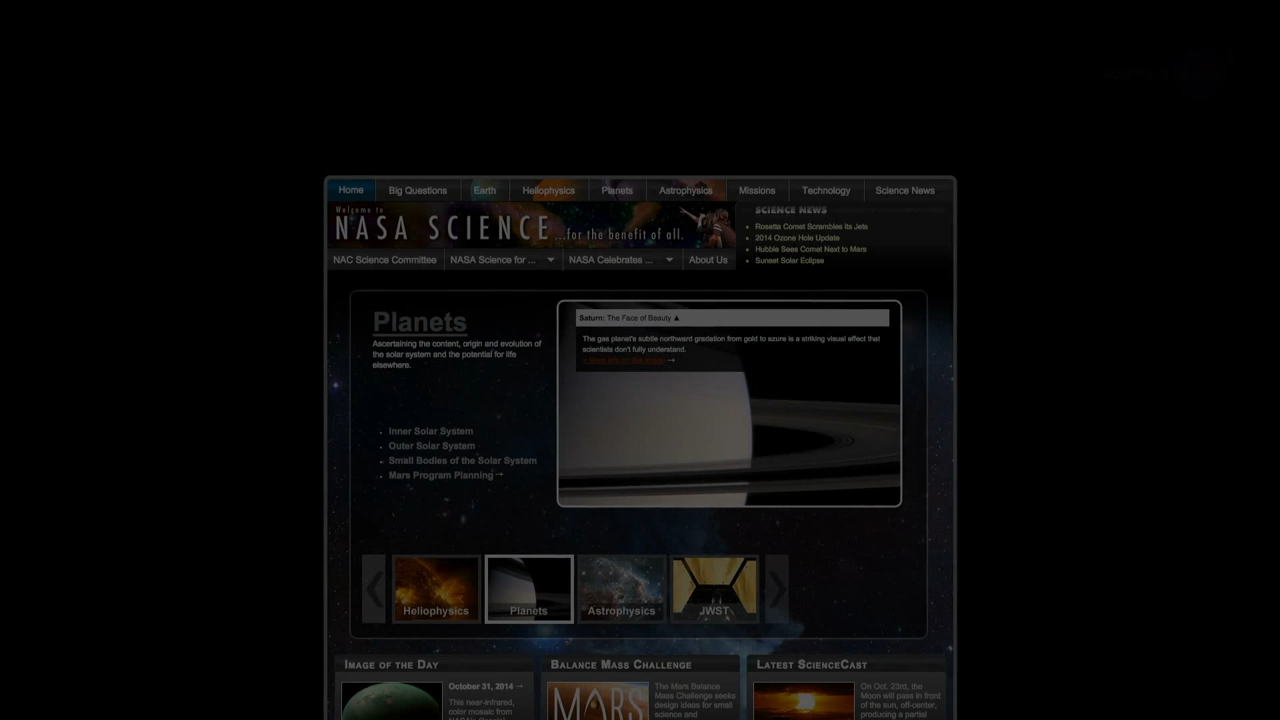 Home Big Questions Earth Heliophysics Planets Astrophysics Missions Technology Science News
Welcome to
NASA SCIENCE ...for the benefit of all.
SCIENCE NEWS
Rosetta Comet Scrambles Its Jets
2014 Ozone Hole Update
Hubble Sees Comet Next to Mars
Sunset Solar Eclipse
NAC Science Committee NASA Science for ... NASA Celebrates ... About Us
Planets
Ascertaining the content, origin and evolution of
the solar system and the potential for life
elsewhere.
Inner Solar System
Outer Solar System
Small Bodies of the Solar System
Mars Program Planning →
Saturn: The Face of Beauty ▲
The gas planet's subtle northward gradation from gold to azure is a striking visual effect that
scientists don't fully understand.
Heliophysics Planets Astrophysics JWST
IMAGE OF THE DAY
October 31, 2014 →
This near-infrared,
color mosaic from
BALANCE MASS CHALLENGE
MARS
The Mars Balance
Mass Challenge seeks
design ideas for small
science and
LATEST SCIENCECAST
On Oct. 23rd, the
Moon will pass in front
of the sun, off-center,
producing a partial